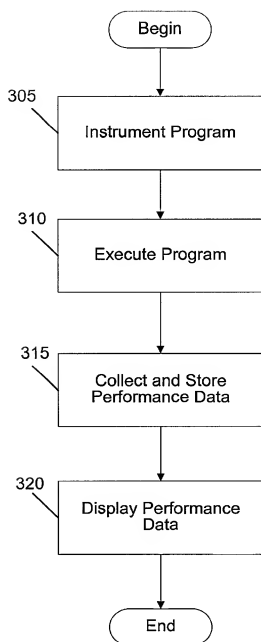 Begin
305
Instrument Program
310
Execute Program
315
Collect and Store
Performance Data
320
Display Performance
Data
End